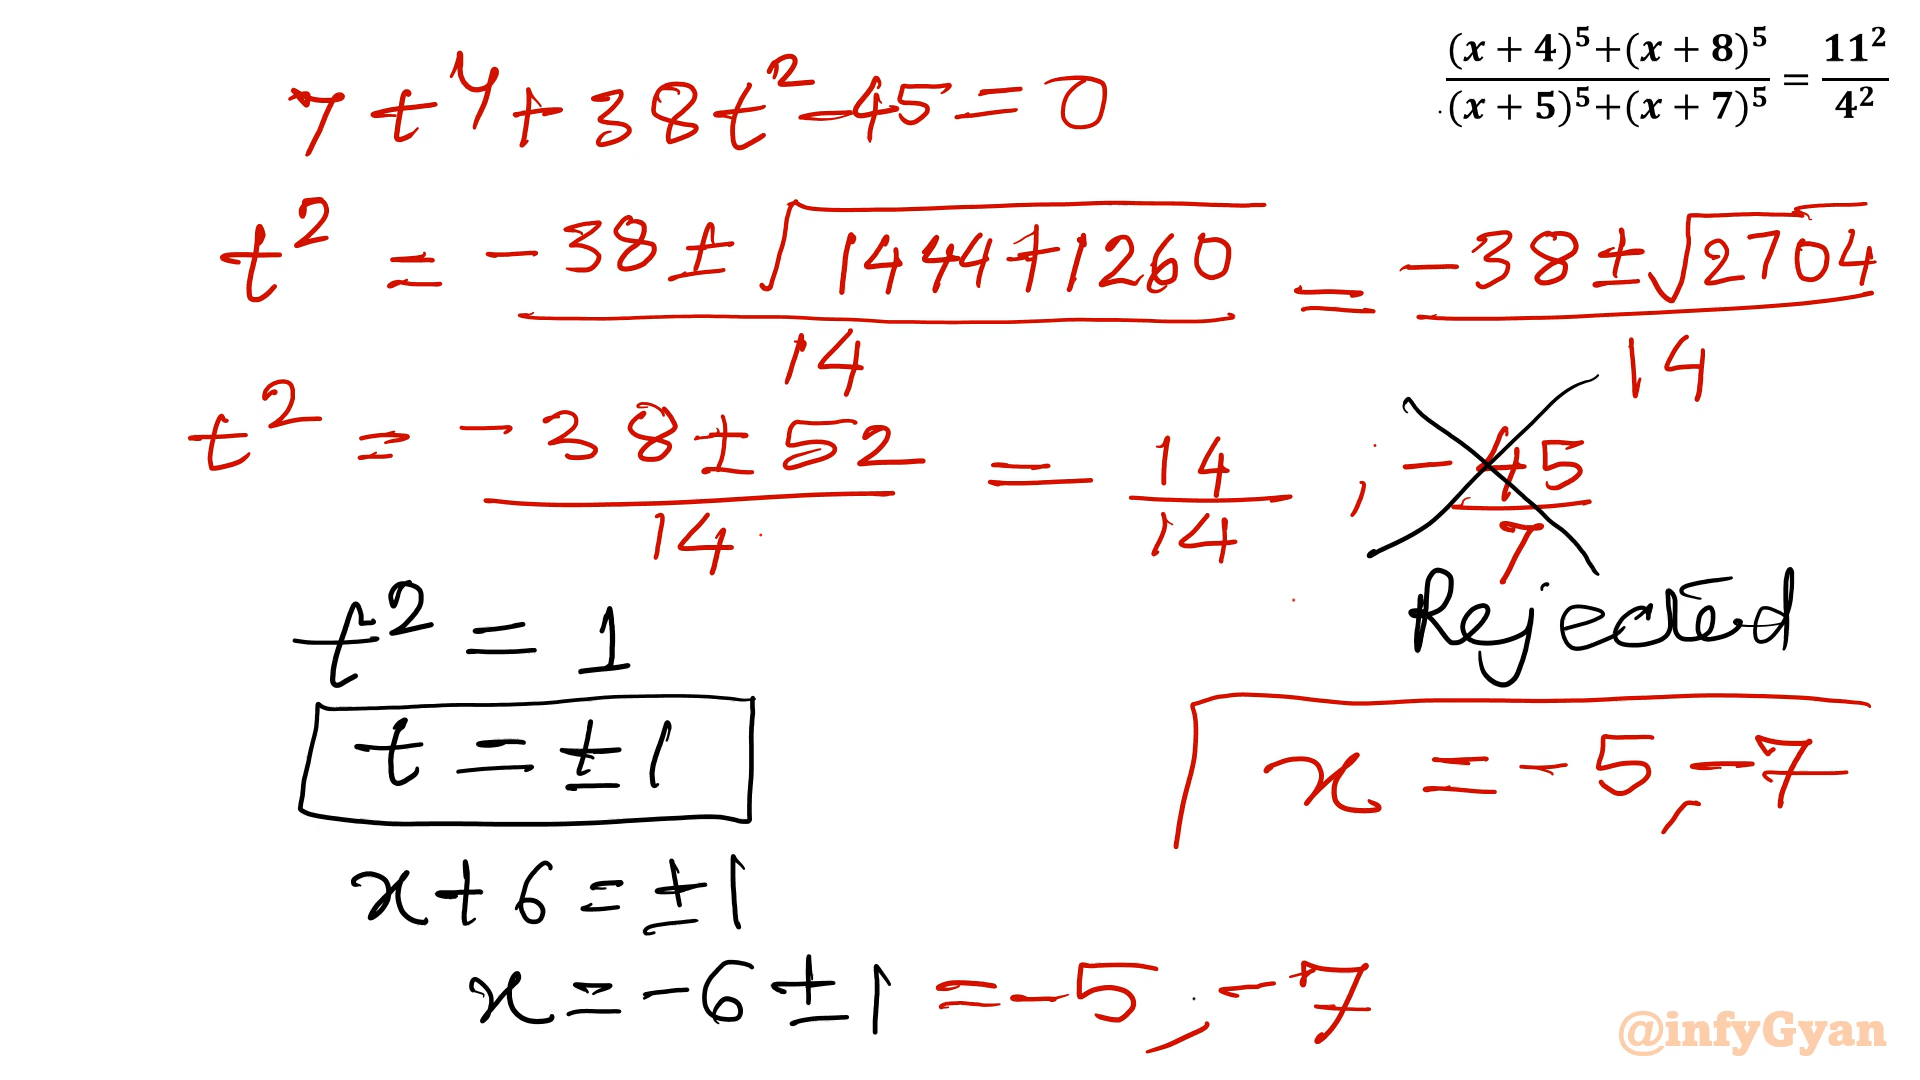 (x + 4)⁵+(x + 8)⁵ / (x + 5)⁵+(x + 7)⁵ = 11² / 4²
7t⁴ + 38t² − 45 = 0
t² = (−38 ± √(1444 + 1260)) / 14 = (−38 ± √2704) / 14
t² = (−38 ± 52) / 14 = 14 / 14 , −45 / 7
Rejected
t² = 1
t = ±1
x = −5, −7
x + 6 = ±1
x = −6 ± 1 = −5, −7
@infyGyan